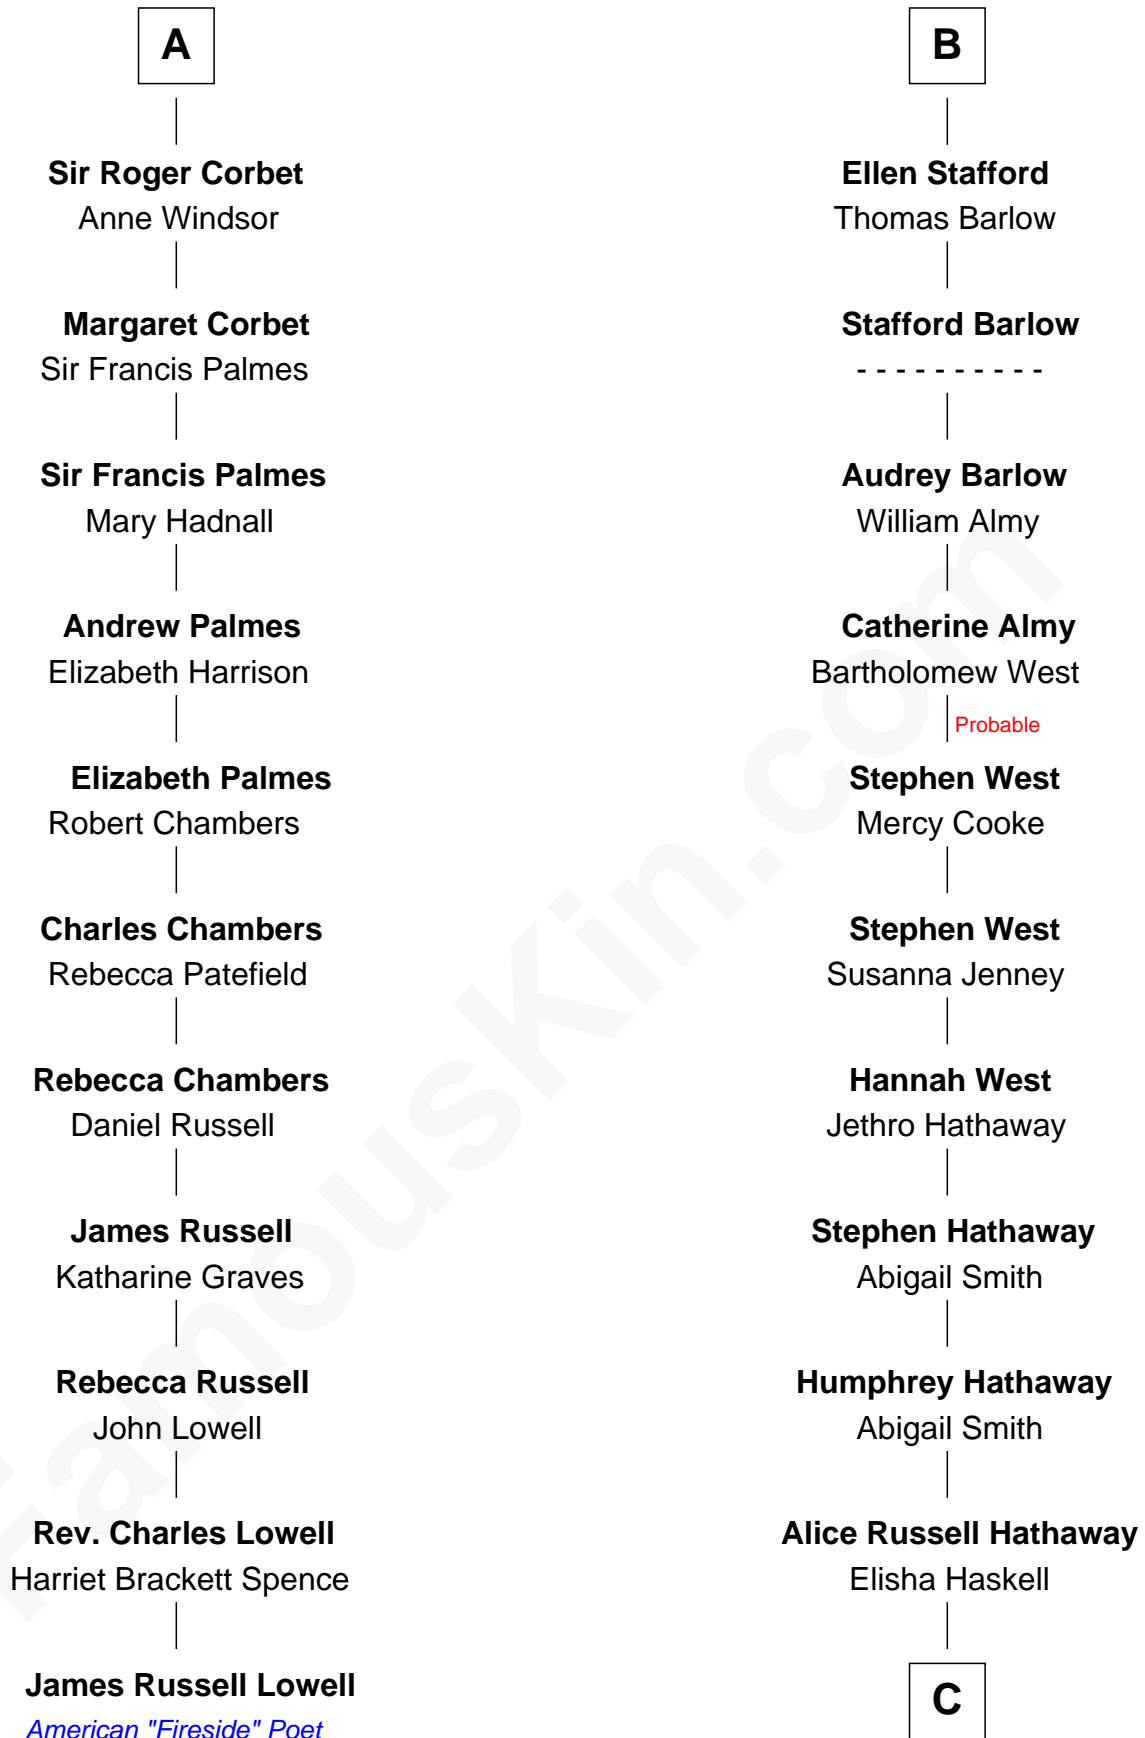 A
Sir Roger Corbet
Anne Windsor
Margaret Corbet
Sir Francis Palmes
Sir Francis Palmes
Mary Hadnall
Andrew Palmes
Elizabeth Harrison
Elizabeth Palmes
Robert Chambers
Charles Chambers
Rebecca Patefield
Rebecca Chambers
Daniel Russell
James Russell
Katharine Graves
Rebecca Russell
John Lowell
Rev. Charles Lowell
Harriet Brackett Spence
James Russell Lowell
American "Fireside" Poet
B
Ellen Stafford
Thomas Barlow
Stafford Barlow
- - - - - - - - - -
Audrey Barlow
William Almy
Catherine Almy
Bartholomew West
Probable
Stephen West
Mercy Cooke
Stephen West
Susanna Jenney
Hannah West
Jethro Hathaway
Stephen Hathaway
Abigail Smith
Humphrey Hathaway
Abigail Smith
Alice Russell Hathaway
Elisha Haskell
C
FamousKin.com